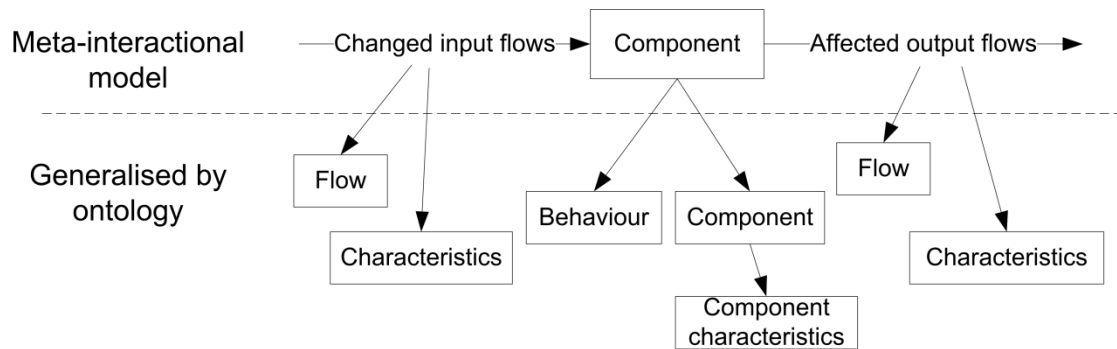 Meta-interactional
model
Changed input flows
Component
Affected output flows
Generalised by
ontology
Flow
Characteristics
Behaviour
Component
Component
characteristics
Flow
Characteristics